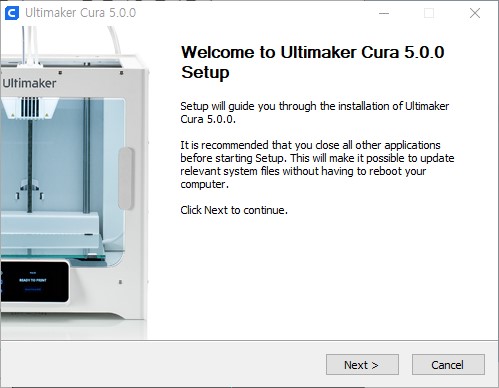 Ultimaker Cura 5.0.0
Welcome to Ultimaker Cura 5.0.0
Setup
Ultimaker
Setup will guide you through the installation of Ultimaker
Cura 5.0.0.
It is recommended that you close all other applications
before starting Setup. This will make it possible to update
relevant system files without having to reboot your
computer.
Click Next to continue.
READY TO PRINT
Next >
Cancel